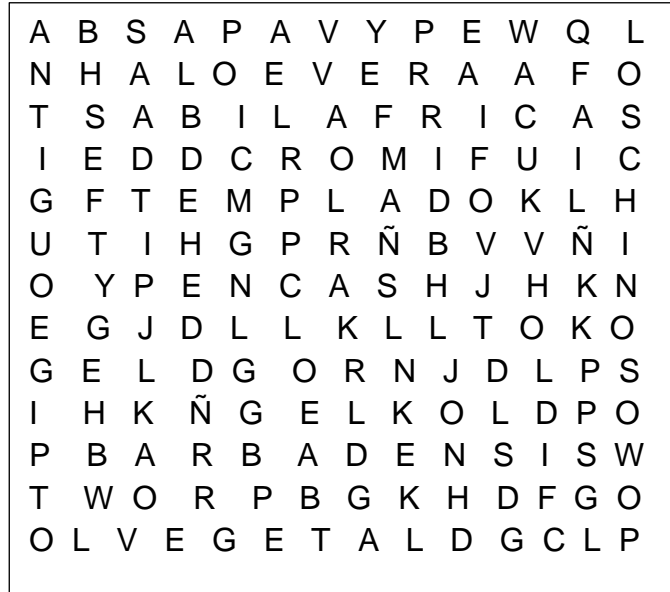 A B S A P A V Y P E W Q L
N H A L O E V E R A A F O
T S A B I L A F R I C A S
I E D D C R O M I F U I C
G F T E M P L A D O K L H
U T I H G P R Ñ B V V Ñ I
O Y P E N C A S H J H K N
E G J D L L K L L T O K O
G E L D G O R N J D L P S
I H K Ñ G E L K O L D P O
P B A R B A D E N S I S W
T W O R P B G K H D F G O
O L V E G E T A L D G C L P